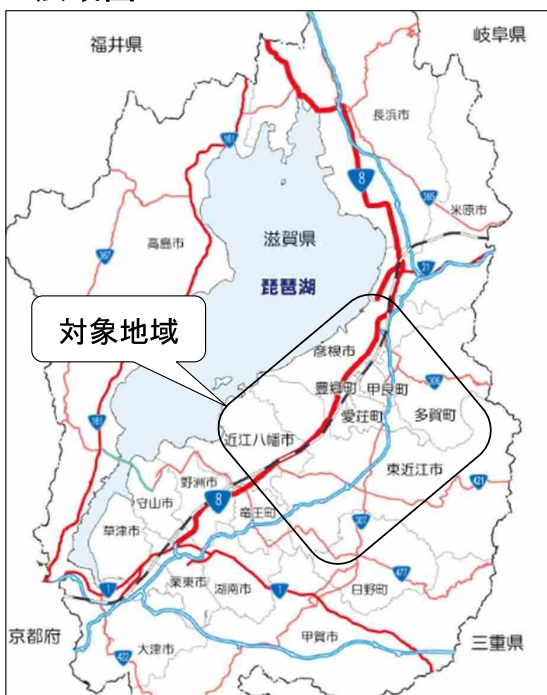 福井県
岐阜県
長浜市
161
8
365
米原市
滋賀県
高島市
367
琵琶湖
21
対象地域
彦根市
豊郷町
甲良町
306
多賀町
愛荘町
161
近江八幡市
東近江市
野洲市
421
守山市
8
竜王町
草津市
307
477
1
栗東市
湖南市
1
日野町
京都府
甲賀市
三重県
大津市
422